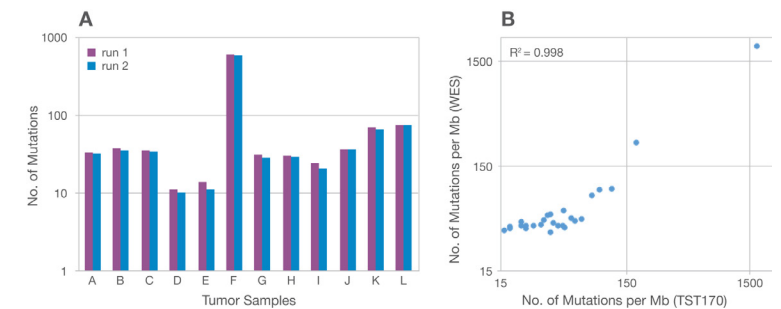 A
No. of Mutations
1000
100
10
1
run 1
run 2
A B C D E F G H I J K L
Tumor Samples
B
No. of Mutations per Mb (WES)
1500
150
15
R² = 0.998
15 150 1500
No. of Mutations per Mb (TST170)